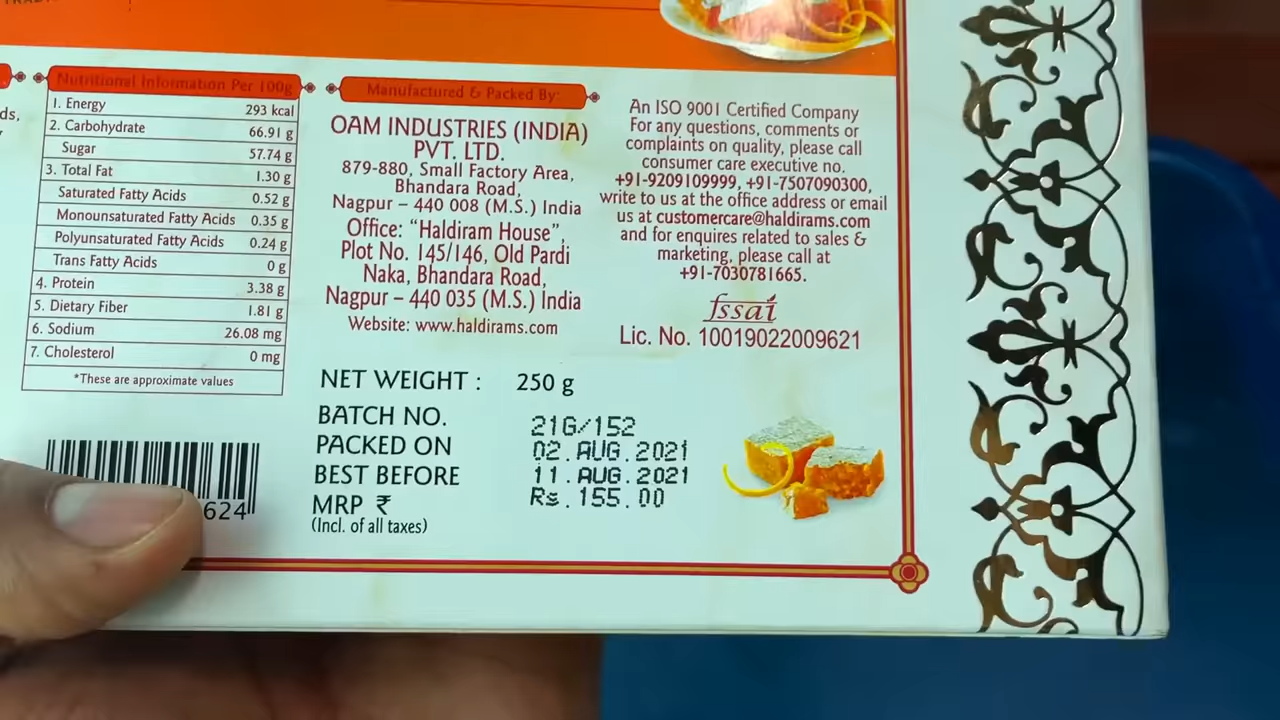 ds,
Nutritional Information Per 100g
1. Energy 293 kcal
2. Carbohydrate 66.91 g
Sugar 57.74 g
3. Total Fat 1.30 g
Saturated Fatty Acids 0.52 g
Monounsaturated Fatty Acids 0.35 g
Polyunsaturated Fatty Acids 0.24 g
Trans Fatty Acids 0 g
4. Protein 3.38 g
5. Dietary Fiber 1.81 g
6. Sodium 26.08 mg
7. Cholesterol 0 mg
*These are approximate values
624
Manufactured & Packed By:
OAM INDUSTRIES (INDIA)
PVT. LTD.
879-880, Small Factory Area,
Bhandara Road,
Nagpur – 440 008 (M.S.) India
Office: “Haldiram House”,
Plot No. 145/146, Old Pardi
Naka, Bhandara Road,
Nagpur – 440 035 (M.S.) India
Website: www.haldirams.com
An ISO 9001 Certified Company
For any questions, comments or
complaints on quality, please call
consumer care executive no.
+91-9209109999, +91-7507090300,
write to us at the office address or email
us at customercare@haldirams.com
and for enquires related to sales &
marketing, please call at
+91-7030781665.
fssai
Lic. No. 10019022009621
NET WEIGHT : 250 g
BATCH NO. 21G/152
PACKED ON 02.AUG.2021
BEST BEFORE 11.AUG.2021
MRP ₹ Rs.155.00
(Incl. of all taxes)